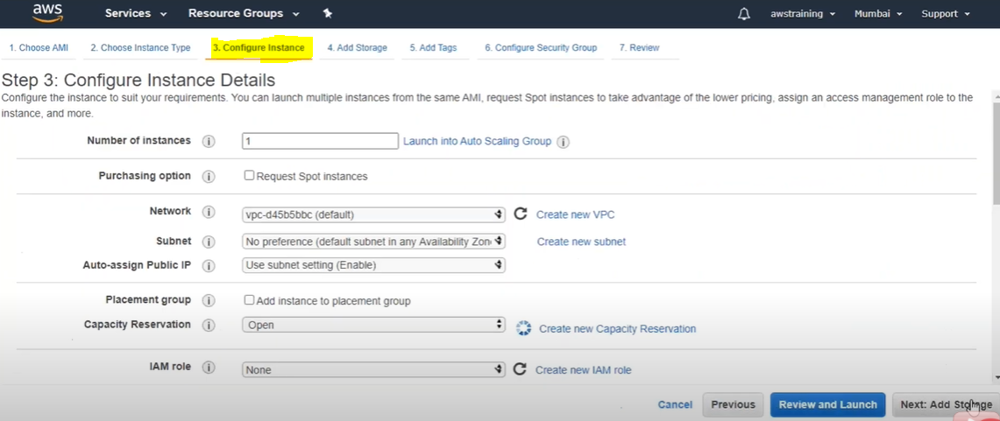 aws
Services
Resource Groups
awstraining
Mumbai
Support
1. Choose AMI
2. Choose Instance Type
3. Configure Instance
4. Add Storage
5. Add Tags
6. Configure Security Group
7. Review
Step 3: Configure Instance Details
Configure the instance to suit your requirements. You can launch multiple instances from the same AMI, request Spot instances to take advantage of the lower pricing, assign an access management role to the
instance, and more.
Number of instances
1
Launch into Auto Scaling Group
Purchasing option
Request Spot instances
Network
vpc-d45b5bbc (default)
Create new VPC
Subnet
No preference (default subnet in any Availability Zon
Create new subnet
Auto-assign Public IP
Use subnet setting (Enable)
Placement group
Add instance to placement group
Capacity Reservation
Open
Create new Capacity Reservation
IAM role
None
Create new IAM role
Cancel
Previous
Review and Launch
Next: Add Storage